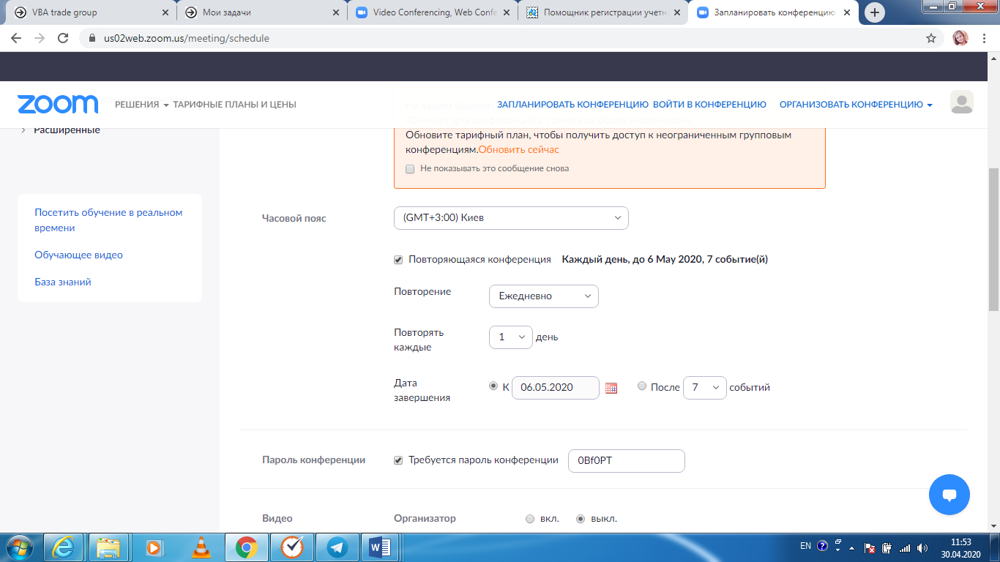 VBA trade group
Мои задачи
Video Conferencing, Web Confe
Помощник регистрации учетн
Запланировать конференцию
us02web.zoom.us/meeting/schedule
zoom
РЕШЕНИЯ
ТАРИФНЫЕ ПЛАНЫ И ЦЕНЫ
ЗАПЛАНИРОВАТЬ КОНФЕРЕНЦИЮ
ВОЙТИ В КОНФЕРЕНЦИЮ
ОРГАНИЗОВАТЬ КОНФЕРЕНЦИЮ
Расширенные
Обновите тарифный план, чтобы получить доступ к неограниченным групповым
конференциям.Обновить сейчас
Не показывать это сообщение снова
Посетить обучение в реальном
времени
Обучающее видео
База знаний
Часовой пояс
(GMT+3:00) Киев
Повторяющаяся конференция Каждый день, до 6 May 2020, 7 событие(й)
Повторение
Ежедневно
Повторять
каждые
1 день
Дата
завершения
К 06.05.2020
После 7 событий
Пароль конференции
Требуется пароль конференции
0Bf0PT
Видео
Организатор
вкл.
выкл.
EN
11:53
30.04.2020